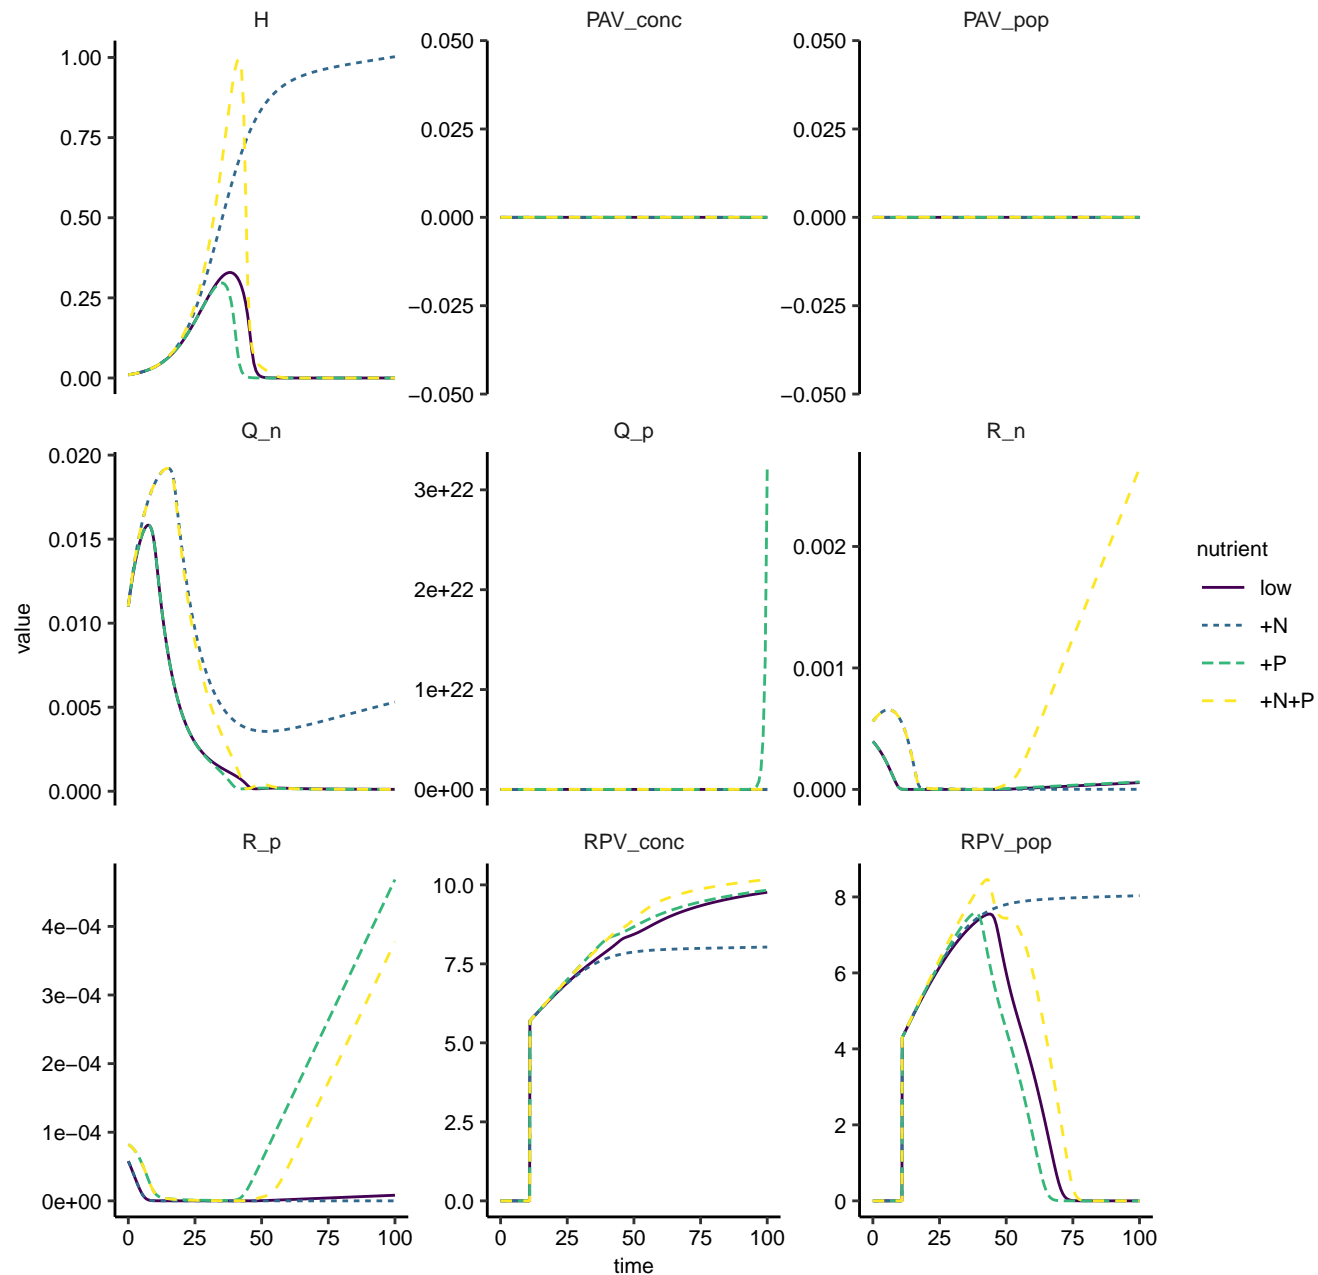 H
PAV_conc
PAV_pop
1.00
0.75
0.50
0.25
0.00
0.050
0.025
0.000
−0.025
−0.050
0.050
0.025
0.000
−0.025
−0.050
Q_n
Q_p
R_n
0.020
0.015
0.010
0.005
0.000
3e+22
2e+22
1e+22
0e+00
0.002
0.001
0.000
value
nutrient
low
+N
+P
+N+P
R_p
RPV_conc
RPV_pop
4e−04
3e−04
2e−04
1e−04
0e+00
10.0
7.5
5.0
2.5
0.0
8
6
4
2
0
0 25 50 75 100
0 25 50 75 100
0 25 50 75 100
time